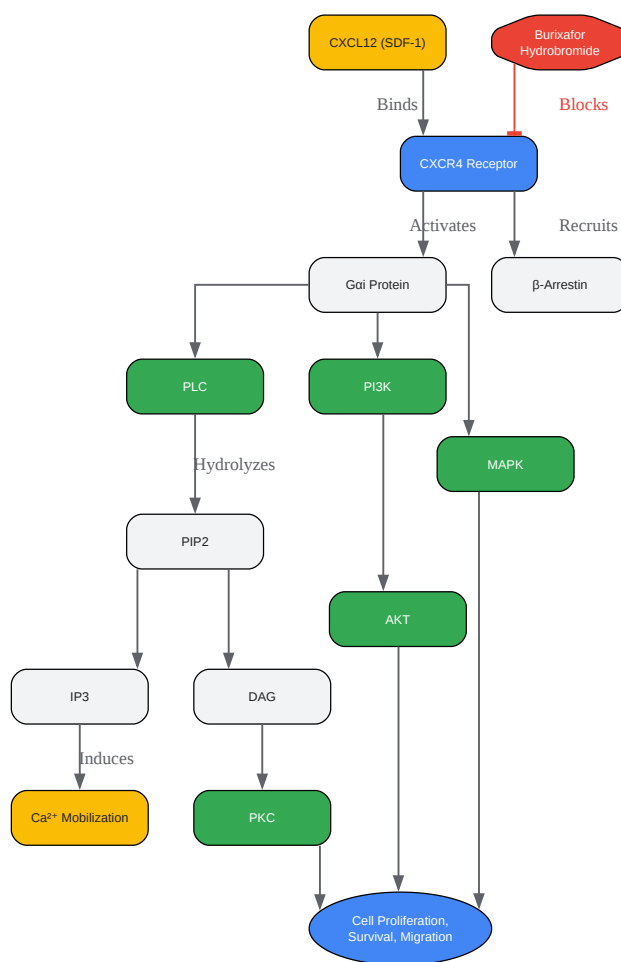 CXCL12 (SDF-1)
Burixafor
Hydrobromide
Binds
Blocks
CXCR4 Receptor
Activates
Recruits
Gαi Protein
β-Arrestin
PLC
PI3K
MAPK
Hydrolyzes
PIP2
AKT
IP3
DAG
Induces
Ca²⁺ Mobilization
PKC
Cell Proliferation,
Survival, Migration